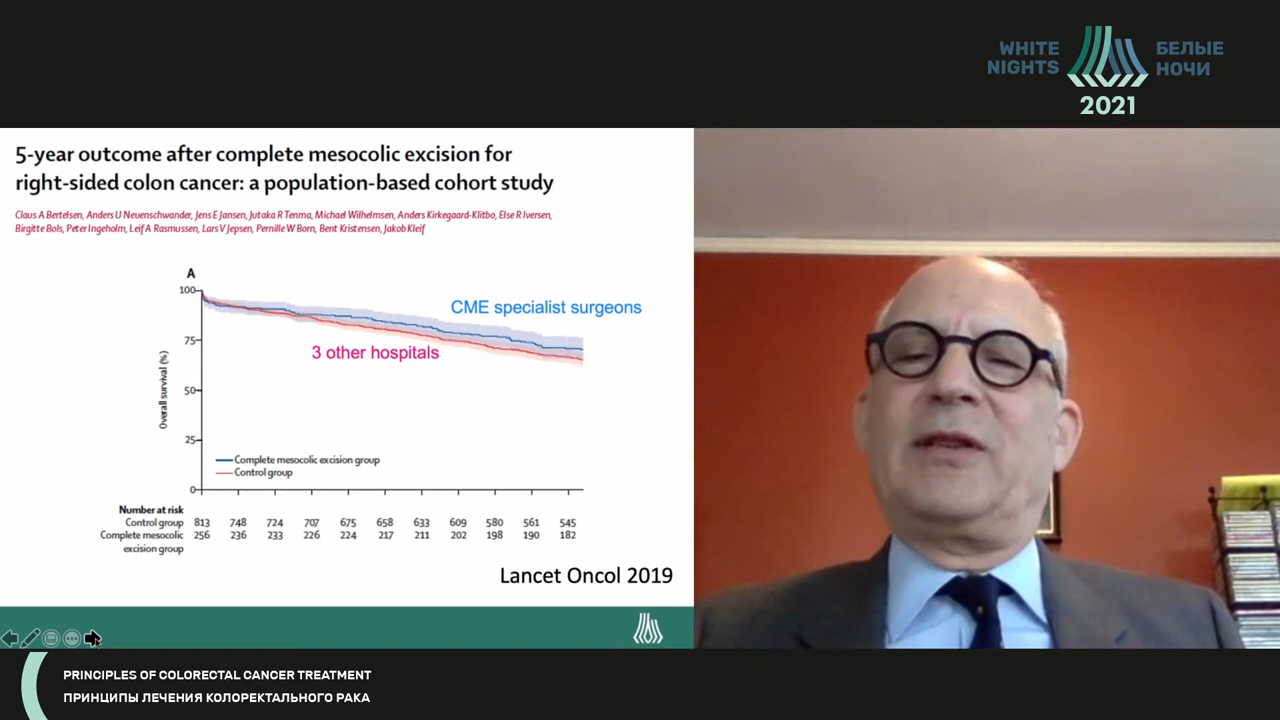 WHITE
NIGHTS
БЕЛЫЕ
НОЧИ
2021
5-year outcome after complete mesocolic excision for
right-sided colon cancer: a population-based cohort study
Claus A Bertelsen, Anders U Neuenschwander, Jens E Jansen, Jutaka R Tenma, Michael Wilhelmsen, Anders Kirkegaard-Klitbo, Else R Iversen,
Birgitte Bols, Peter Ingeholm, Leif A Rasmussen, Lars V Jepsen, Pernille W Born, Bent Kristensen, Jakob Kleif
A
100
75
50
25
0
Overall survival (%)
CME specialist surgeons
3 other hospitals
Complete mesocolic excision group
Control group
Number at risk
Control group 813 748 724 707 675 658 633 609 580 561 545
Complete mesocolic 256 236 233 226 224 217 211 202 198 190 182
excision group
Lancet Oncol 2019
PRINCIPLES OF COLORECTAL CANCER TREATMENT
ПРИНЦИПЫ ЛЕЧЕНИЯ КОЛОРЕКТАЛЬНОГО РАКА